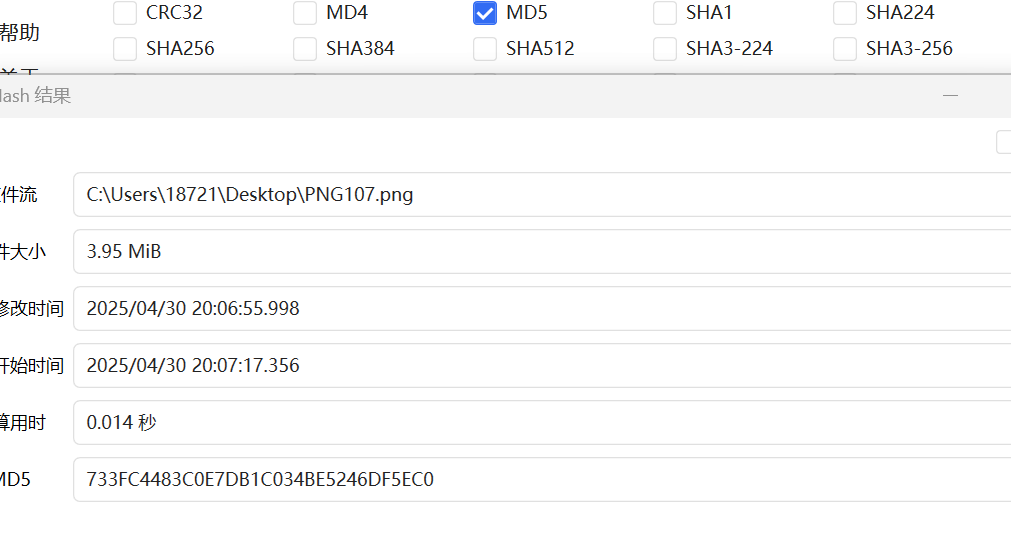 CRC32 MD4 MD5 SHA1 SHA224
帮助
SHA256 SHA384 SHA512 SHA3-224 SHA3-256
关于
Hash 结果
件流 C:\Users\18721\Desktop\PNG107.png
件大小 3.95 MiB
修改时间 2025/04/30 20:06:55.998
开始时间 2025/04/30 20:07:17.356
算用时 0.014 秒
MD5 733FC4483C0E7DB1C034BE5246DF5EC0